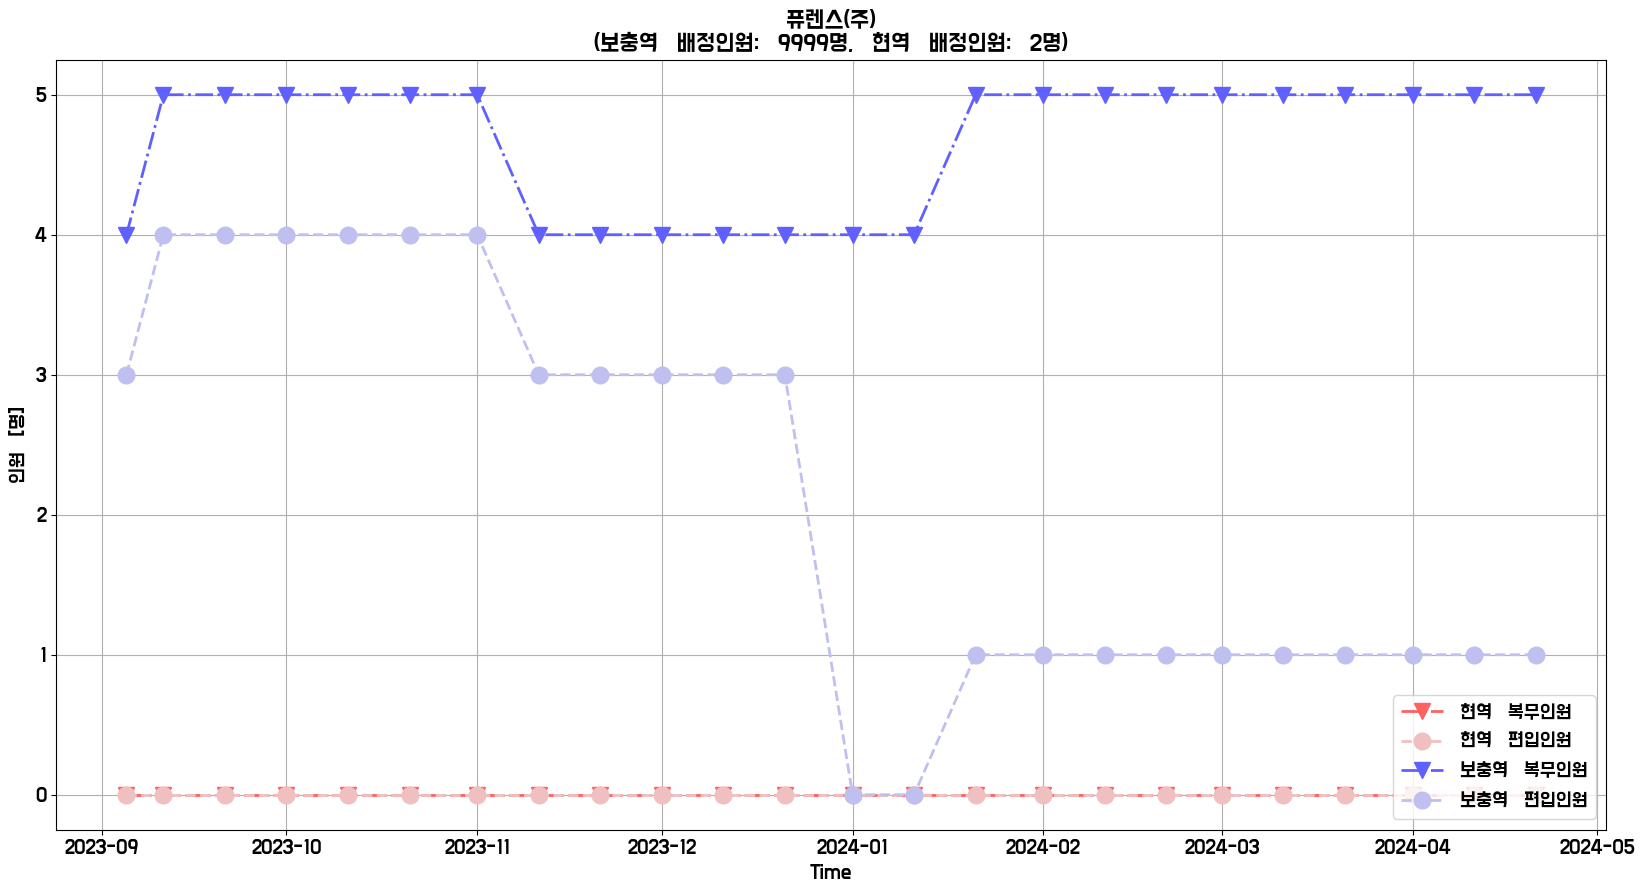 퓨렌스(주)
(보충역 배정인원: 9999명, 현역 배정인원: 2명)
5
4
3
2
1
0
인원 [명]
2023-09 2023-10 2023-11 2023-12 2024-01 2024-02 2024-03 2024-04 2024-05
Time
현역 복무인원
현역 편입인원
보충역 복무인원
보충역 편입인원